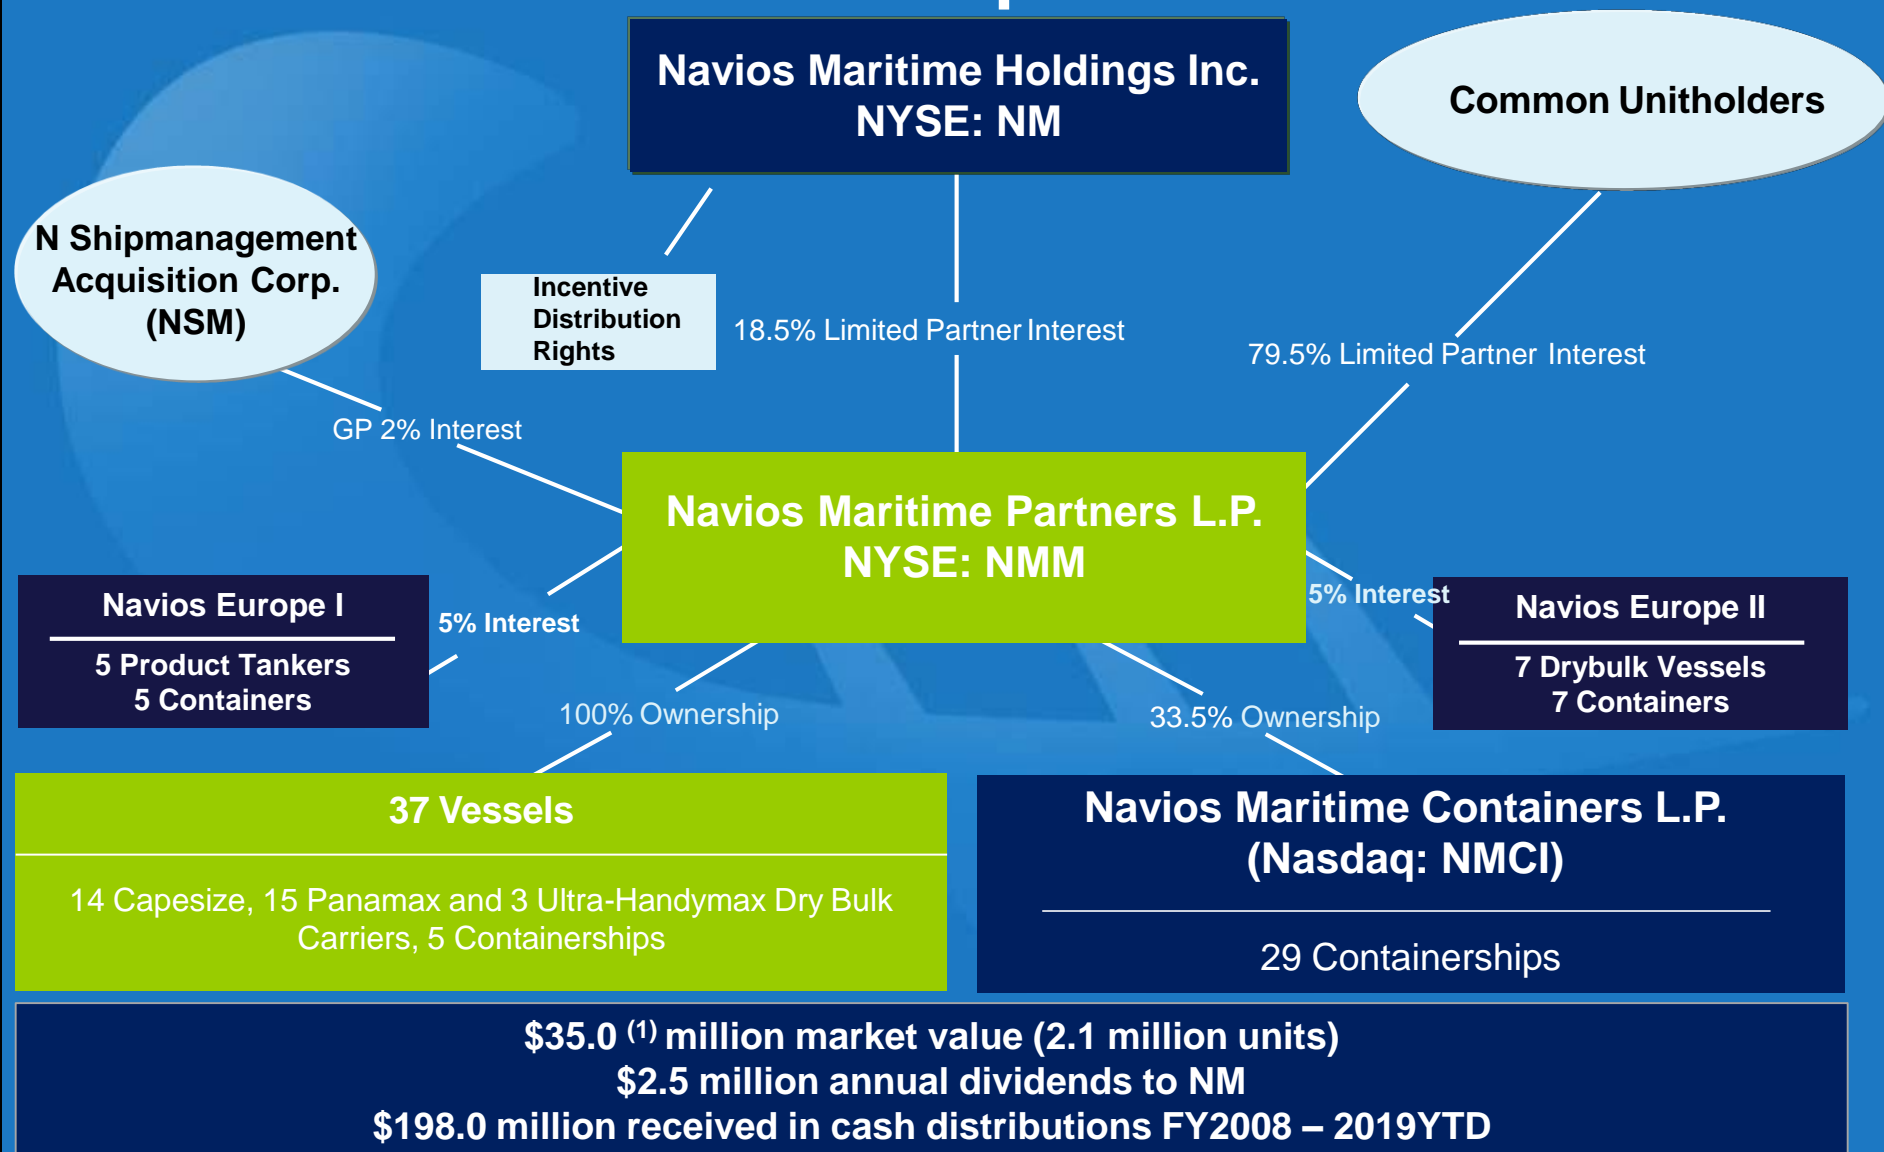 Navios Maritime Holdings Inc.
NYSE: NM
Common Unitholders
N Shipmanagement
Acquisition Corp.
(NSM)
Incentive
Distribution
Rights
18.5% Limited Partner Interest
79.5% Limited Partner Interest
GP 2% Interest
Navios Maritime Partners L.P.
NYSE: NMM
Navios Europe I
5 Product Tankers
5 Containers
5% Interest
5% Interest
Navios Europe II
7 Drybulk Vessels
7 Containers
100% Ownership
33.5% Ownership
37 Vessels
14 Capesize, 15 Panamax and 3 Ultra-Handymax Dry Bulk
Carriers, 5 Containerships
Navios Maritime Containers L.P.
(Nasdaq: NMCI)
29 Containerships
$35.0 (1) million market value (2.1 million units)
$2.5 million annual dividends to NM
$198.0 million received in cash distributions FY2008 – 2019YTD